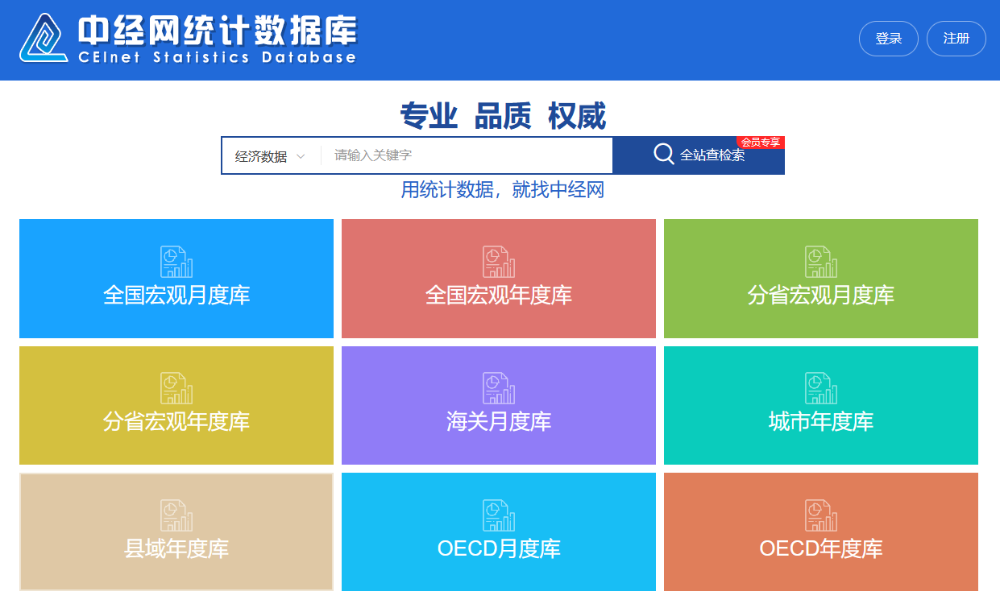 中经网统计数据库
CEInet Statistics Database
登录 注册
专业 品质 权威
经济数据 请输入关键字 全站查检索 会员专享
用统计数据，就找中经网
全国宏观月度库 全国宏观年度库 分省宏观月度库
分省宏观年度库 海关月度库 城市年度库
县域年度库 OECD月度库 OECD年度库